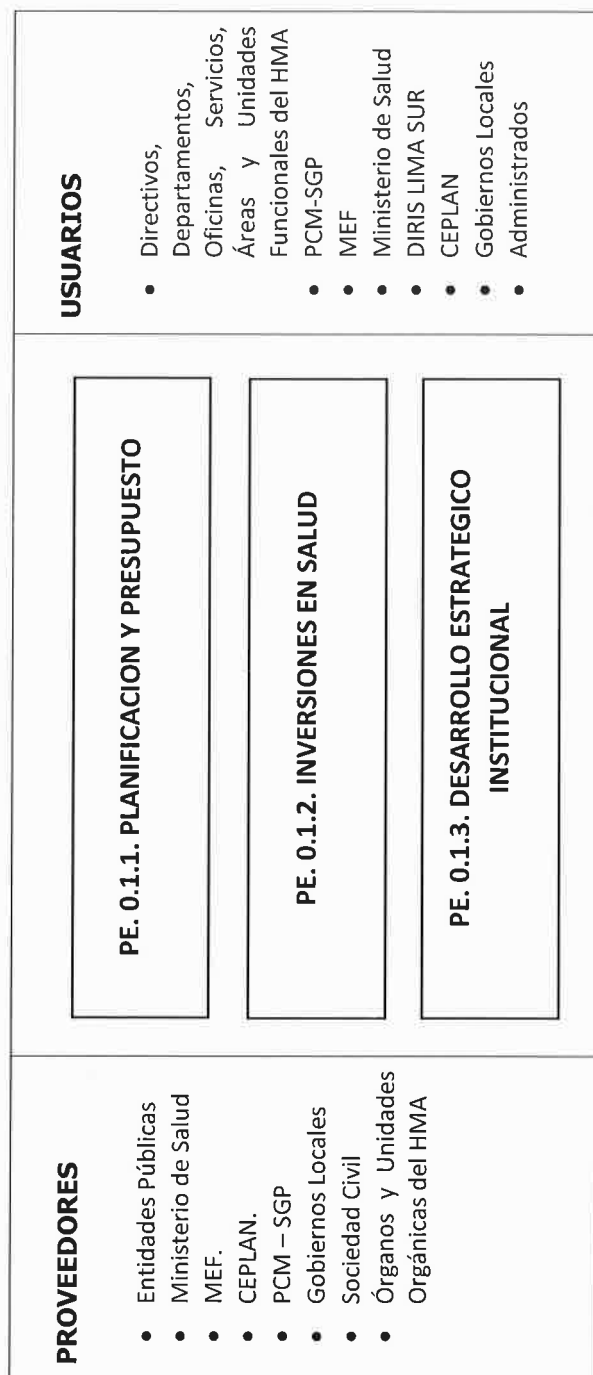 PROVEEDORES
• Entidades Públicas
• Ministerio de Salud
• MEF.
• CEPLAN.
• PCM – SGP
• Gobiernos Locales
• Sociedad Civil
• Órganos y Unidades
Orgánicas del HMA
PE. 0.1.1. PLANIFICACION Y PRESUPUESTO
PE. 0.1.2. INVERSIONES EN SALUD
PE. 0.1.3. DESARROLLO ESTRATEGICO
INSTITUCIONAL
USUARIOS
• Directivos,
Departamentos,
Oficinas, Servicios,
Áreas y Unidades
Funcionales del HMA
• PCM-SGP
• MEF
• Ministerio de Salud
• DIRIS LIMA SUR
• CEPLAN
• Gobiernos Locales
• Administrados